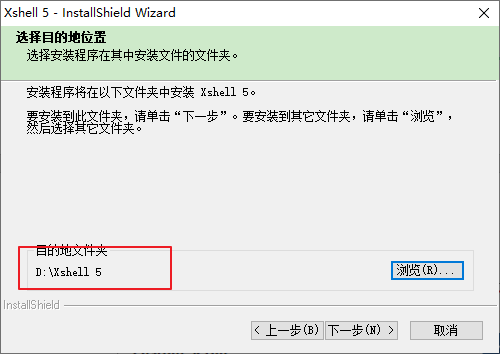 Xshell 5 - InstallShield Wizard
选择目的地位置
选择安装程序在其中安装文件的文件夹。
安装程序将在以下文件夹中安装 Xshell 5。
要安装到此文件夹，请单击“下一步”。要安装到其它文件夹，请单击“浏览”，
然后选择其它文件夹。
目的地文件夹
D:\Xshell 5
浏览(R)...
InstallShield
< 上一步(B)
下一步(N) >
取消